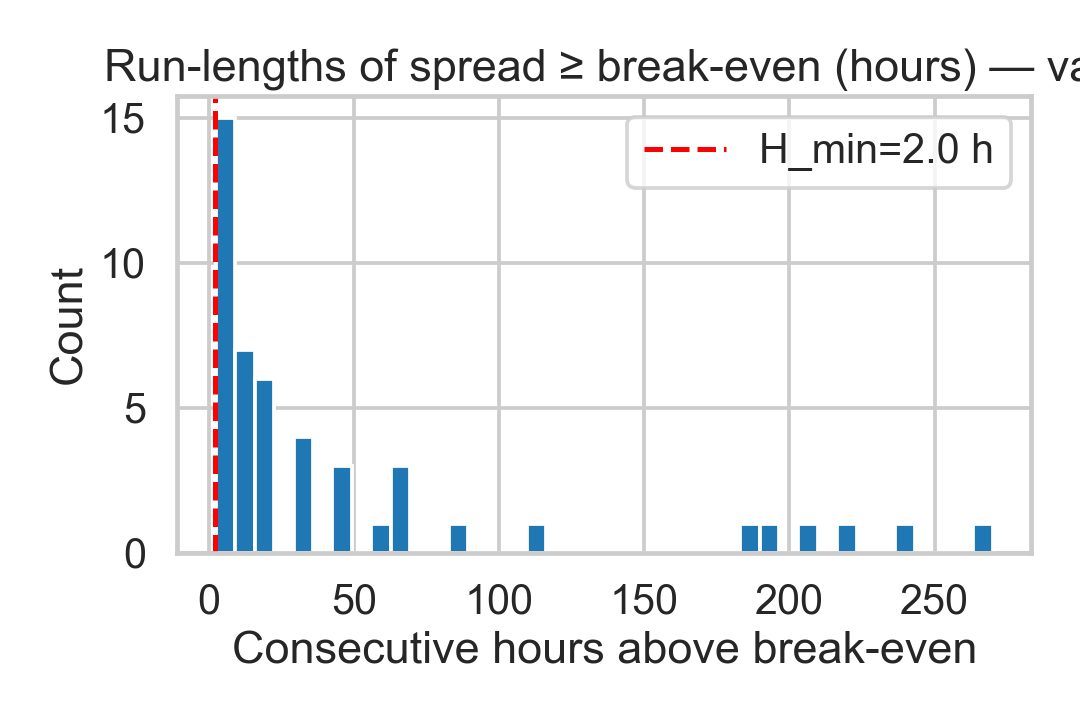 Run-lengths of spread ≥ break-even (hours) — va
H_min=2.0 h
Count
15
10
5
0
0 50 100 150 200 250
Consecutive hours above break-even